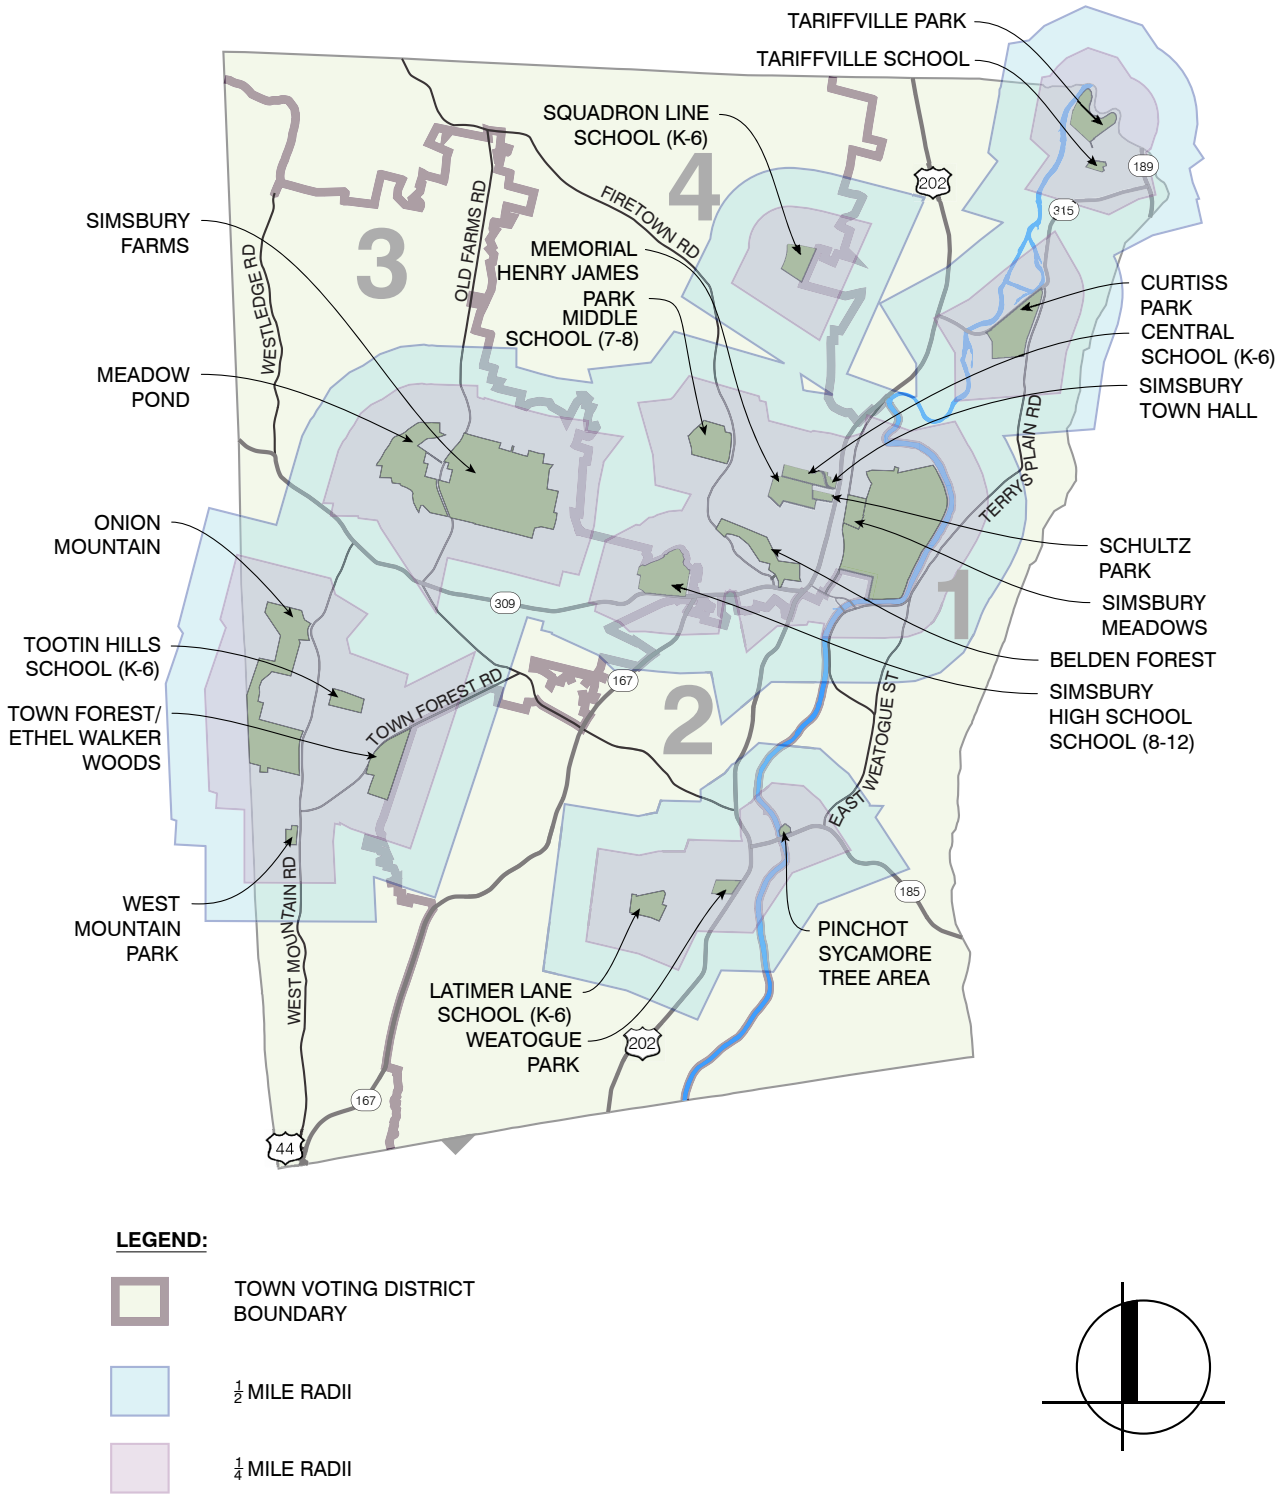 TARIFFVILLE PARK
TARIFFVILLE SCHOOL
SQUADRON LINE
SCHOOL (K-6)
4
202
189
315
SIMSBURY
FARMS
3
OLD FARMS RD
FIRETOWN RD
WESTLEDGE RD
MEMORIAL
HENRY JAMES
PARK
MIDDLE
SCHOOL (7-8)
CURTISS
PARK
CENTRAL
SCHOOL (K-6)
SIMSBURY
TOWN HALL
MEADOW
POND
TERRYS PLAIN RD
ONION
MOUNTAIN
SCHULTZ
PARK
SIMSBURY
MEADOWS
1
309
BELDEN FOREST
TOOTIN HILLS
SCHOOL (K-6)
SIMSBURY
HIGH SCHOOL
SCHOOL (8-12)
167
2
TOWN FOREST/
ETHEL WALKER
WOODS
TOWN FOREST RD
EAST WEATOGUE ST
185
WEST
MOUNTAIN
PARK
WEST MOUNTAIN RD
PINCHOT
SYCAMORE
TREE AREA
LATIMER LANE
SCHOOL (K-6)
WEATOGUE
PARK
202
167
44
LEGEND:
TOWN VOTING DISTRICT
BOUNDARY
1/2 MILE RADII
1/4 MILE RADII